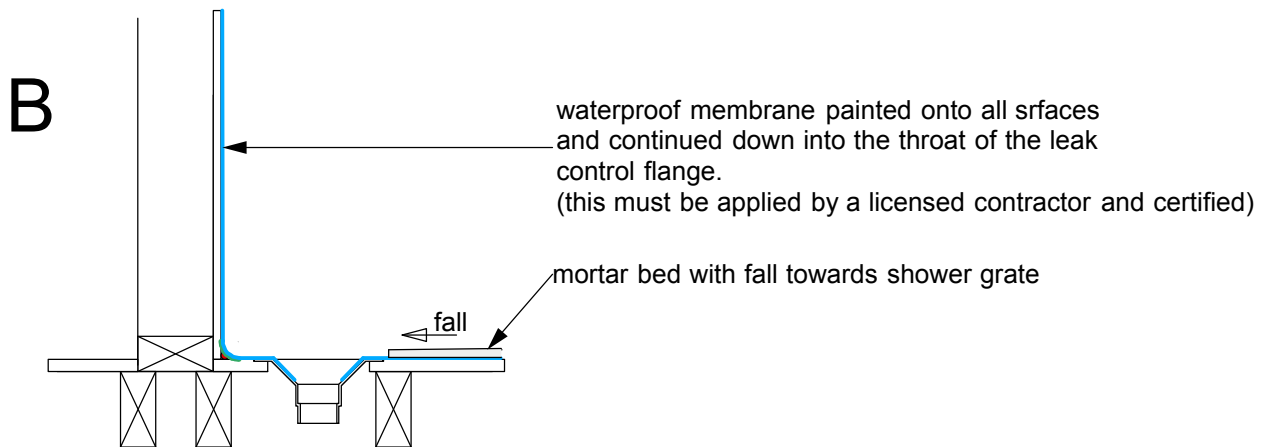 B
waterproof membrane painted onto all srfaces
and continued down into the throat of the leak
control flange.
(this must be applied by a licensed contractor and certified)
mortar bed with fall towards shower grate
fall